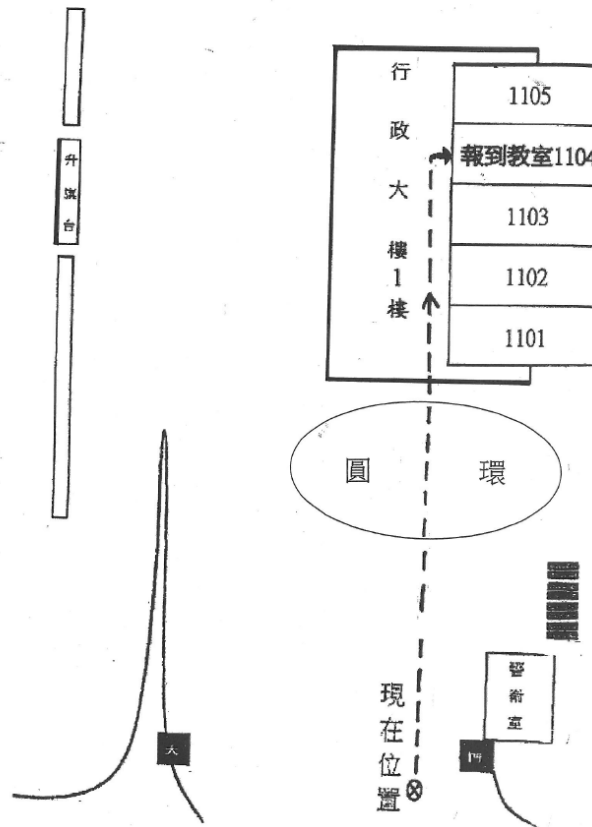 升旗台
行政大樓1樓
1105
報到教室1104
1103
1102
1101
圓環
警衛室
現在位置
大
門